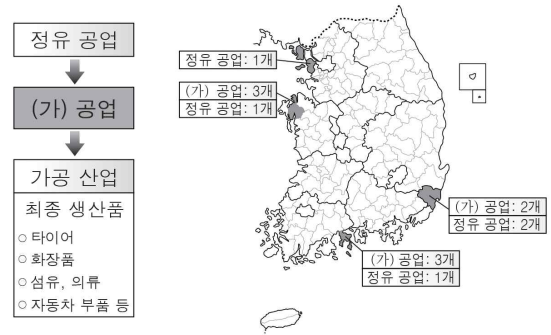 정유 공업
(가) 공업
가공 산업
최종 생산품
○ 타이어
○ 화장품
○ 섬유, 의류
○ 자동차 부품 등
정유 공업: 1개
(가) 공업: 3개
정유 공업: 1개
(가) 공업: 2개
정유 공업: 2개
(가) 공업: 3개
정유 공업: 1개